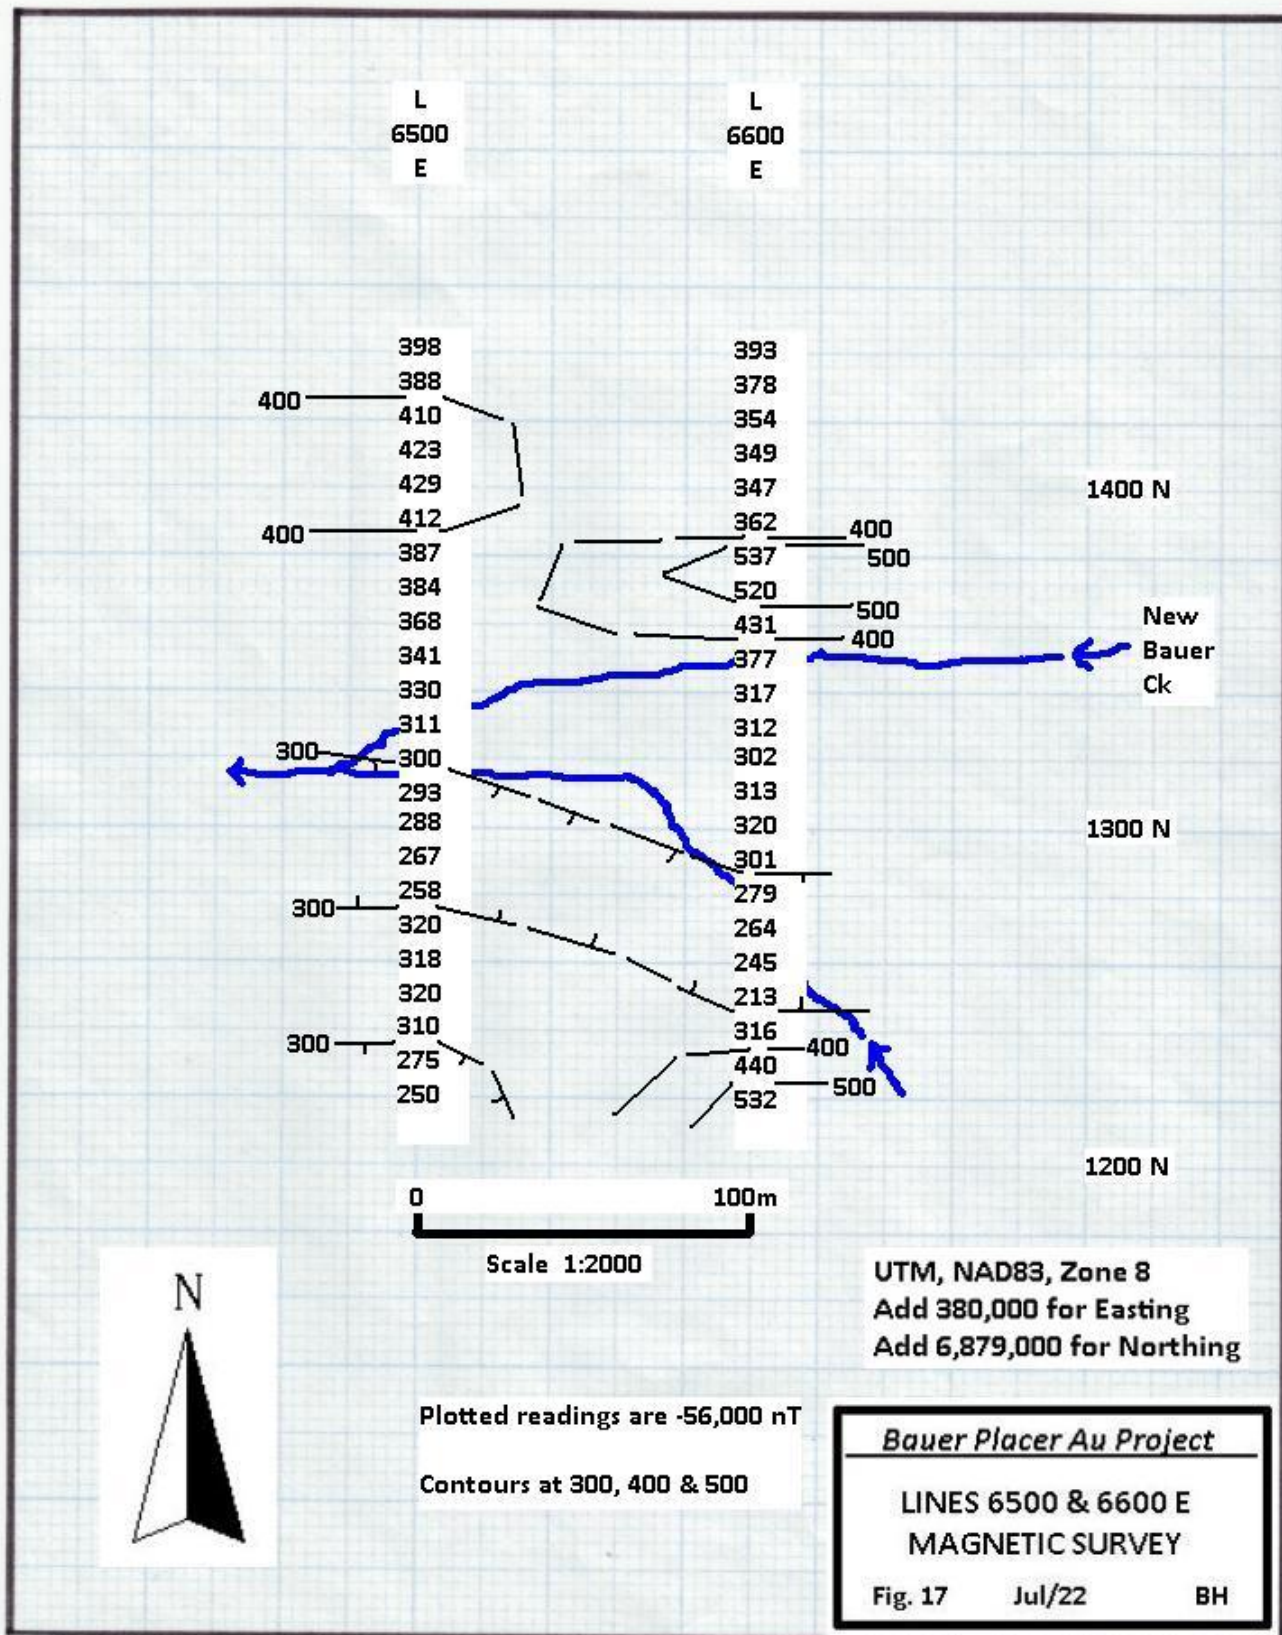 L
6500
E
L
6600
E
398
388
400
410
423
429
412
400
387
384
368
341
330
311
300
300
293
288
267
258
300
320
318
320
310
300
275
250
393
378
354
349
347
362
400
537
500
520
500
431
400
377
317
312
302
313
320
301
279
264
245
213
316
400
440
500
532
1400 N
New
Bauer
Ck
1300 N
1200 N
0 100m
Scale 1:2000
N
UTM, NAD83, Zone 8
Add 380,000 for Easting
Add 6,879,000 for Northing
Plotted readings are -56,000 nT
Contours at 300, 400 & 500
Bauer Placer Au Project
LINES 6500 & 6600 E
MAGNETIC SURVEY
Fig. 17 Jul/22 BH